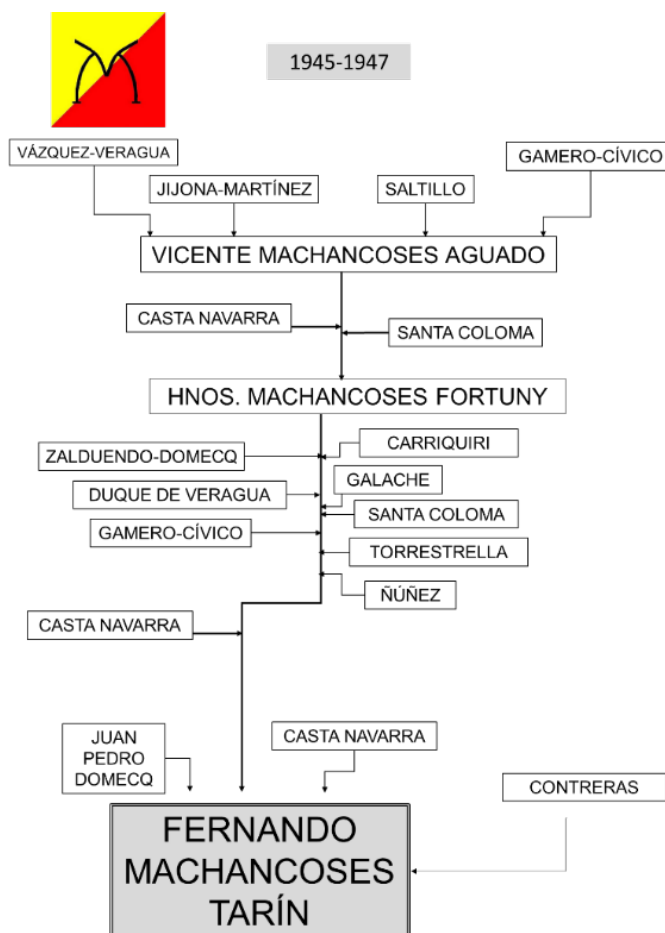 1945-1947
VÁZQUEZ-VERAGUA
GAMERO-CÍVICO
JIJONA-MARTÍNEZ
SALTILLO
VICENTE MACHANCOSES AGUADO
CASTA NAVARRA
SANTA COLOMA
HNOS. MACHANCOSES FORTUNY
CARRIQUIRI
ZALDUENDO-DOMECQ
GALACHE
DUQUE DE VERAGUA
SANTA COLOMA
GAMERO-CÍVICO
TORRESTRELLA
ÑÚÑEZ
CASTA NAVARRA
JUAN
PEDRO
DOMECQ
CASTA NAVARRA
CONTRERAS
FERNANDO
MACHANCOSES
TARÍN